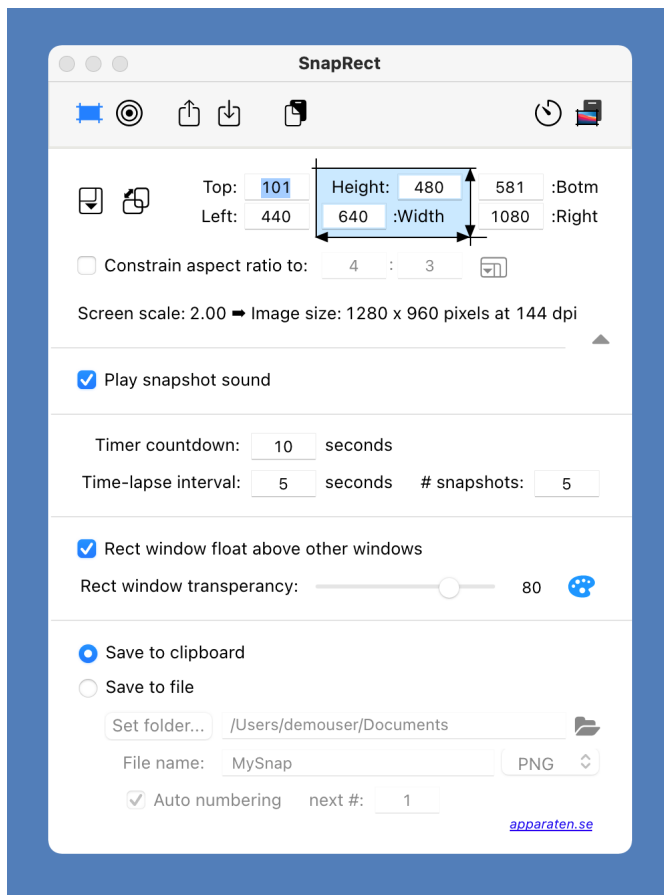 SnapRect
Top: 101 Height: 480 581 :Botm
Left: 440 640 :Width 1080 :Right
Constrain aspect ratio to: 4 : 3
Screen scale: 2.00 ➡ Image size: 1280 x 960 pixels at 144 dpi
Play snapshot sound
Timer countdown: 10 seconds
Time-lapse interval: 5 seconds # snapshots: 5
Rect window float above other windows
Rect window transperancy: 80
Save to clipboard
Save to file
Set folder... /Users/demouser/Documents
File name: MySnap PNG
Auto numbering next #: 1
apparaten.se